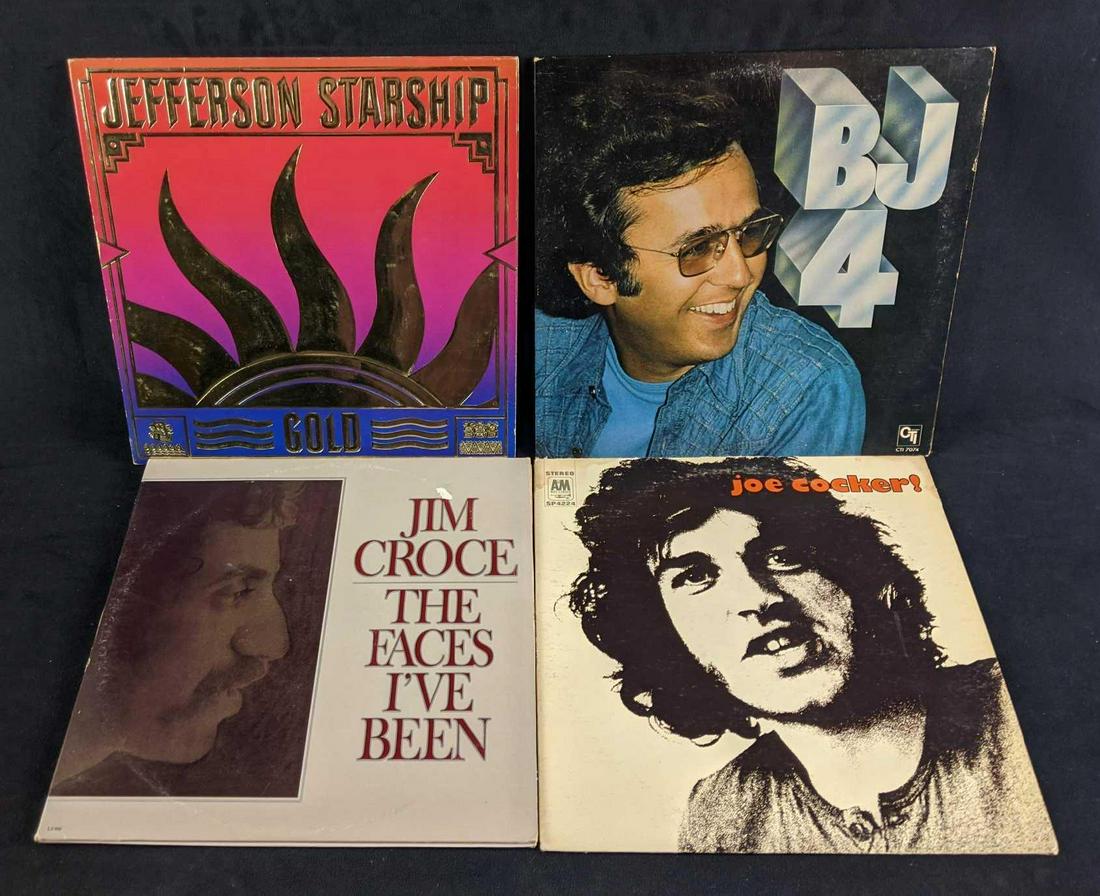 JEFFERSON STARSHIP
GOLD
BJ
4
CTI
CTI 7074
JIM
CROCE
THE
FACES
I'VE
BEEN
STEREO
A&M
SP4224
joe cocker!